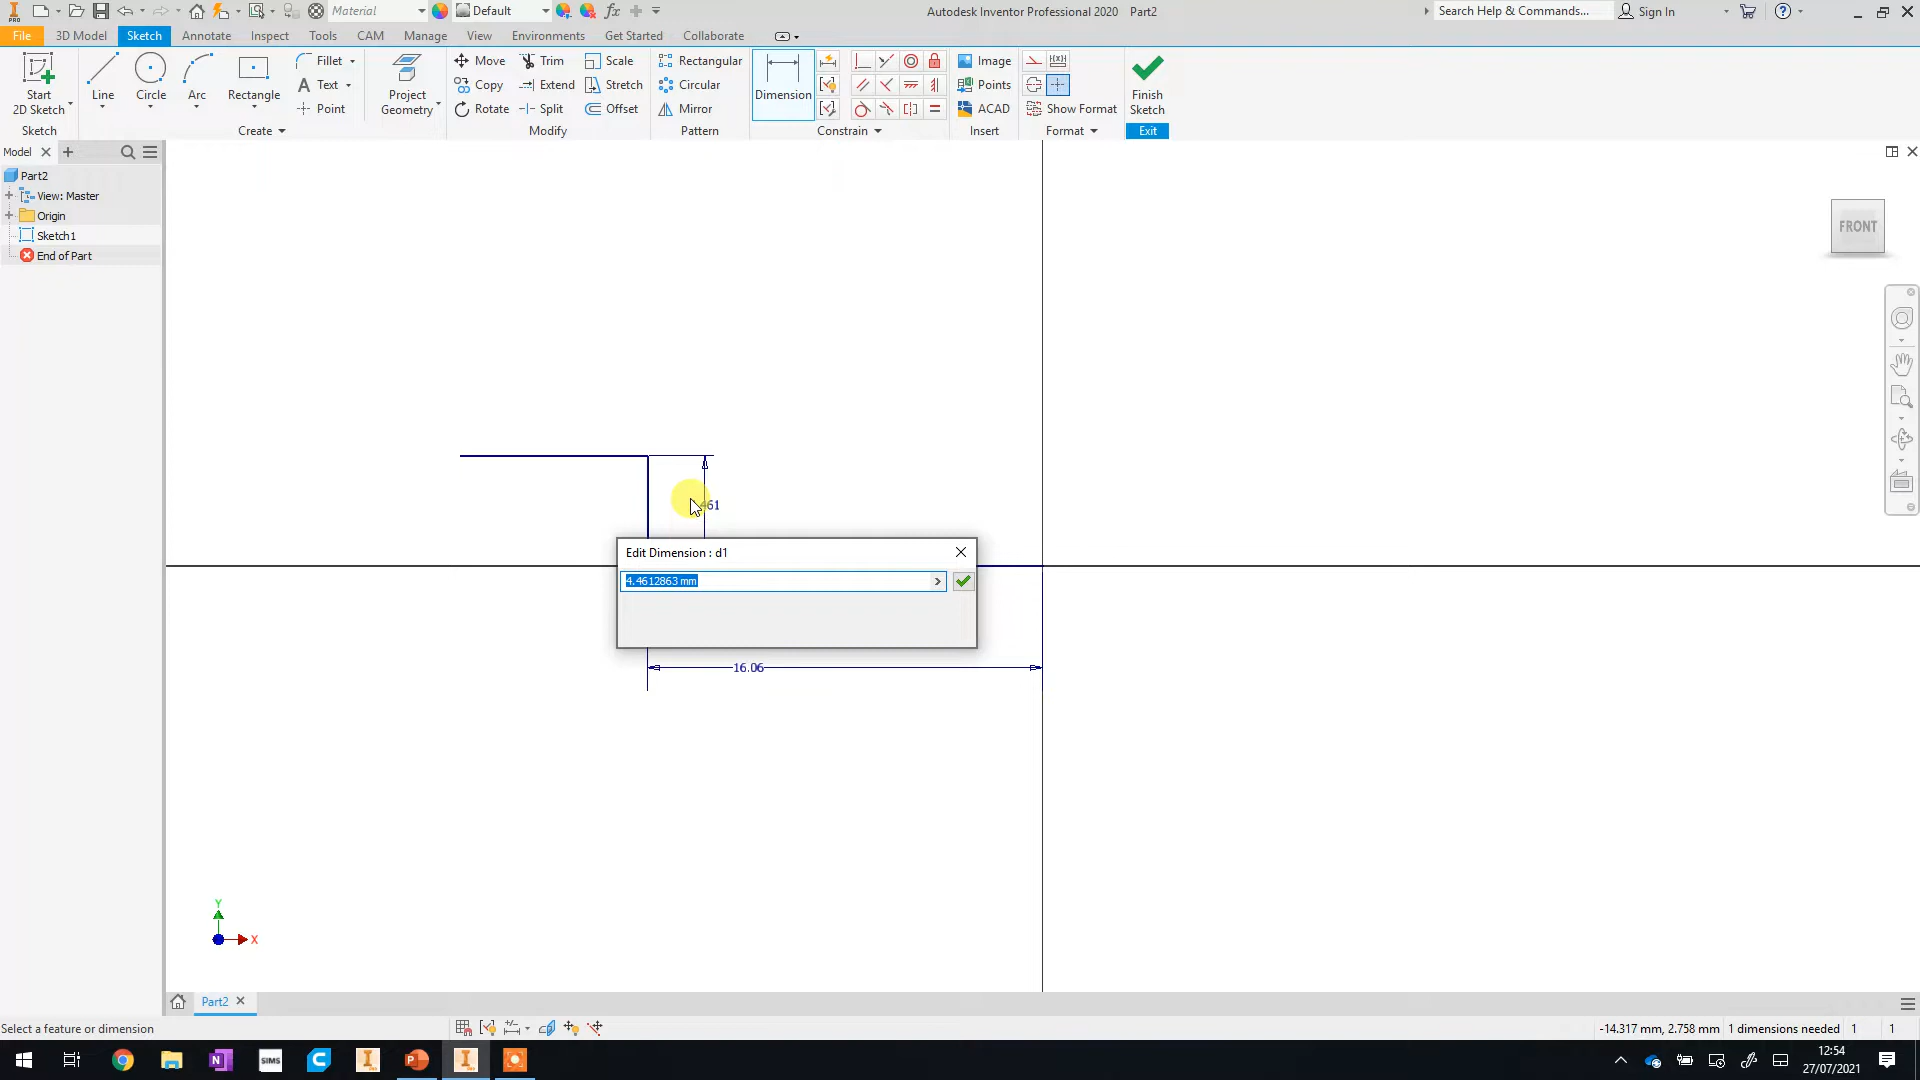 Material
Default
Autodesk Inventor Professional 2020 Part2
Search Help & Commands...
Sign In
File 3D Model Sketch Annotate Inspect Tools CAM Manage View Environments Get Started Collaborate
Start 2D Sketch
Line
Circle
Arc
Rectangle
Fillet
Text
Point
Project Geometry
Move
Copy
Rotate
Trim
Extend
Split
Scale
Stretch
Offset
Rectangular
Circular
Mirror
Dimension
Image
Points
ACAD
Show Format
Finish Sketch
Sketch
Create
Modify
Pattern
Constrain
Insert
Format
Exit
Model
Part2
View: Master
Origin
Sketch1
End of Part
FRONT
461
Edit Dimension : d1
4.4612863 mm
16.06
Y
X
Part2
Select a feature or dimension
-14.317 mm, 2.758 mm 1 dimensions needed 1 1
SIMS
12:54
27/07/2021